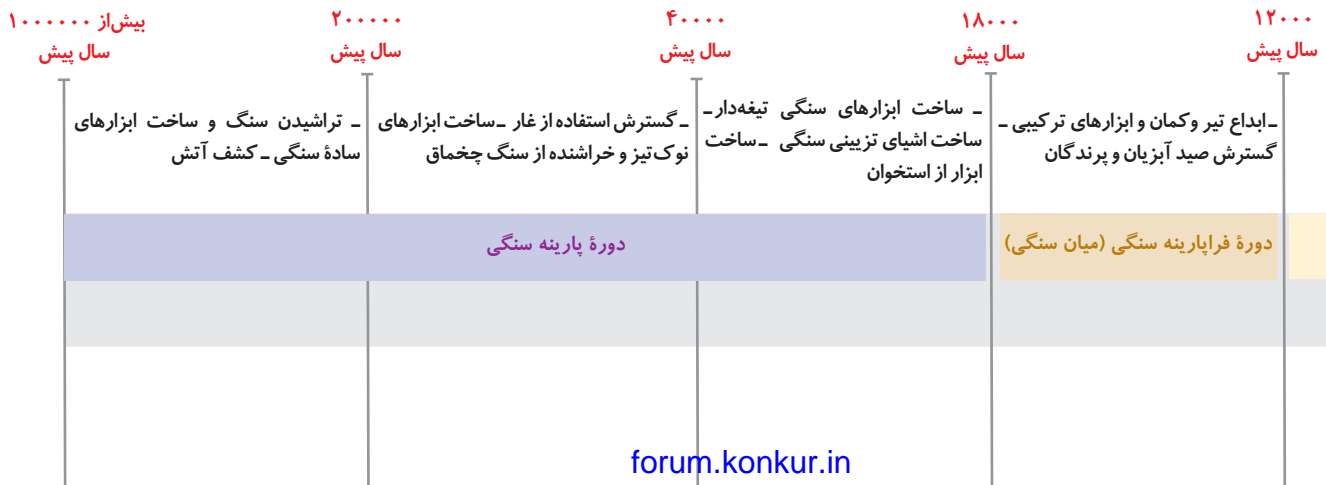 بیش‌از ۱۰۰۰۰۰۰
سال پیش
۲۰۰۰۰۰
سال پیش
۴۰۰۰۰
سال پیش
۱۸۰۰۰
سال پیش
۱۲۰۰۰
سال پیش
ـ تراشیدن سنگ و ساخت ابزارهای
سادهٔ سنگی ـ کشف آتش
ـ گسترش استفاده از غار ـ ساخت ابزارهای
نوک‌تیز و خراشنده از سنگ چخماق
ـ ساخت ابزارهای سنگی تیغه‌دار ـ
ساخت اشیای تزیینی سنگی ـ ساخت
ابزار از استخوان
ـ ابداع تیر و کمان و ابزارهای ترکیبی ـ
گسترش صید آبزیان و پرندگان
دورهٔ پارینه سنگی
دورهٔ فراپارینه سنگی (میان سنگی)
forum.konkur.in